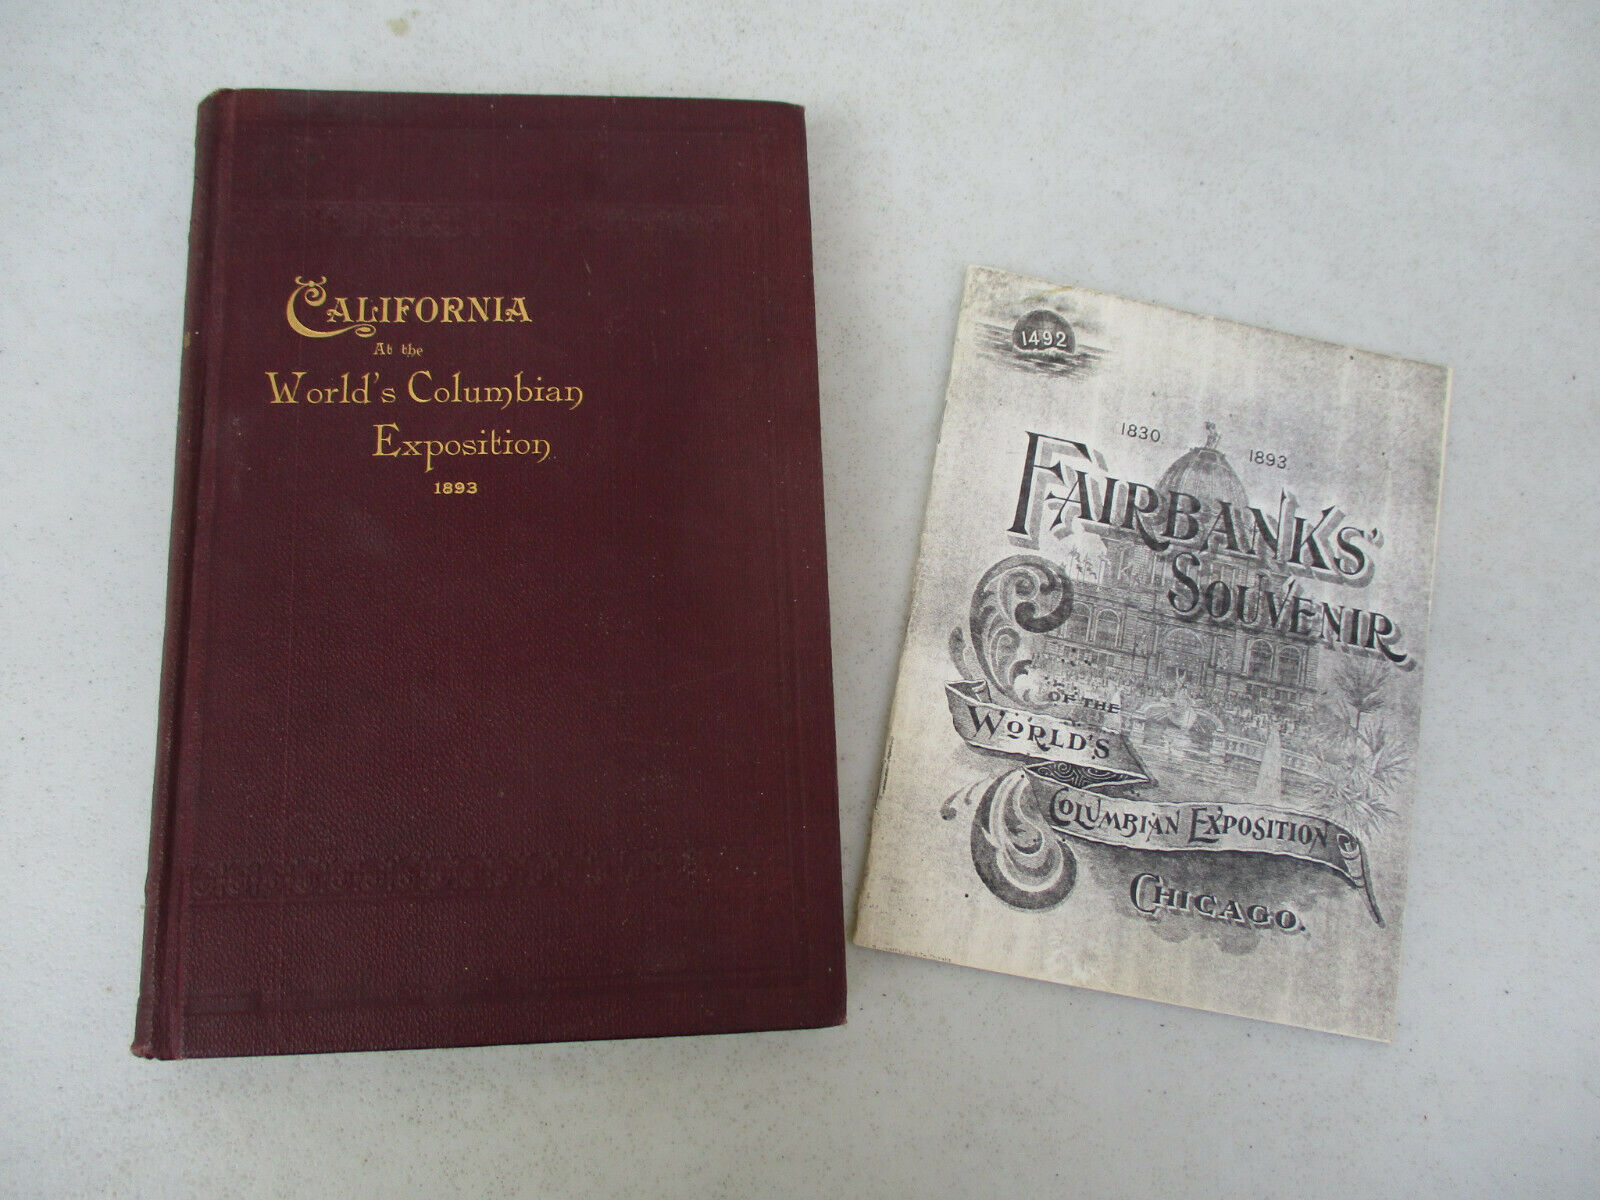 CALIFORNIA
At the
World's Columbian
Exposition
1893
1492
1830.
1893.
FAIRBANKS'
SOUVENIR
OF THE
WORLD'S
COLUMBIAN EXPOSITION
CHICAGO.